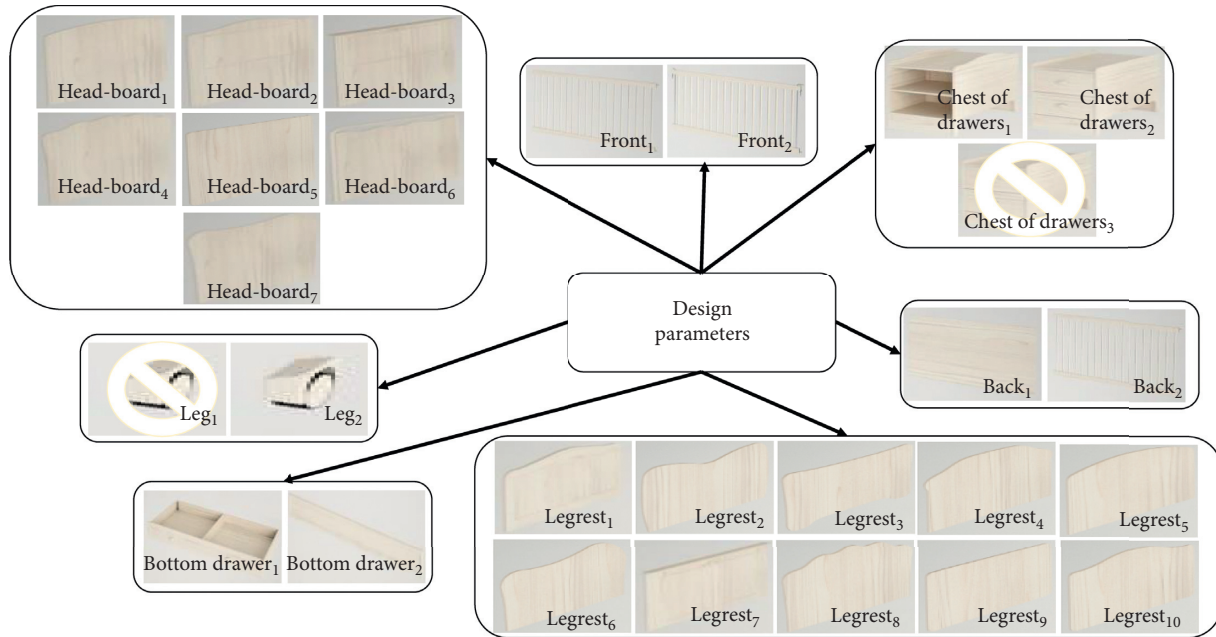 Head-board₁ Head-board₂ Head-board₃
Head-board₄ Head-board₅ Head-board₆
Head-board₇
Front₁ Front₂
Chest of
drawers₁
Chest of
drawers₂
Chest of drawers₃
Design
parameters
Leg₁ Leg₂
Back₁ Back₂
Bottom drawer₁ Bottom drawer₂
Legrest₁ Legrest₂ Legrest₃ Legrest₄ Legrest₅
Legrest₆ Legrest₇ Legrest₈ Legrest₉ Legrest₁₀